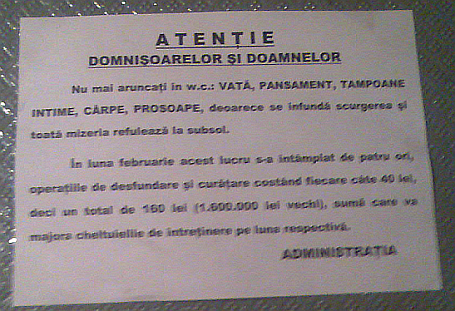 ATENȚIE
DOMNIȘOARELOR ȘI DOAMNELOR
Nu mai aruncați in w.c.: VATĂ, PANSAMENT, TAMPOANE
INTIME, CÂRPE, PROSOAPE, deoarece se infundă scurgerea și
toată mizeria refulează la subsol.
În luna februarie acest lucru s-a întâmplat de patru ori,
operațiile de desfundare și curățare costând fiecare câte 40 lei,
deci un total de 160 lei (1.600.000 lei vechi), sumă care va
majora cheltuielile de întreținere pe luna respectivă.
ADMINISTRAȚIA